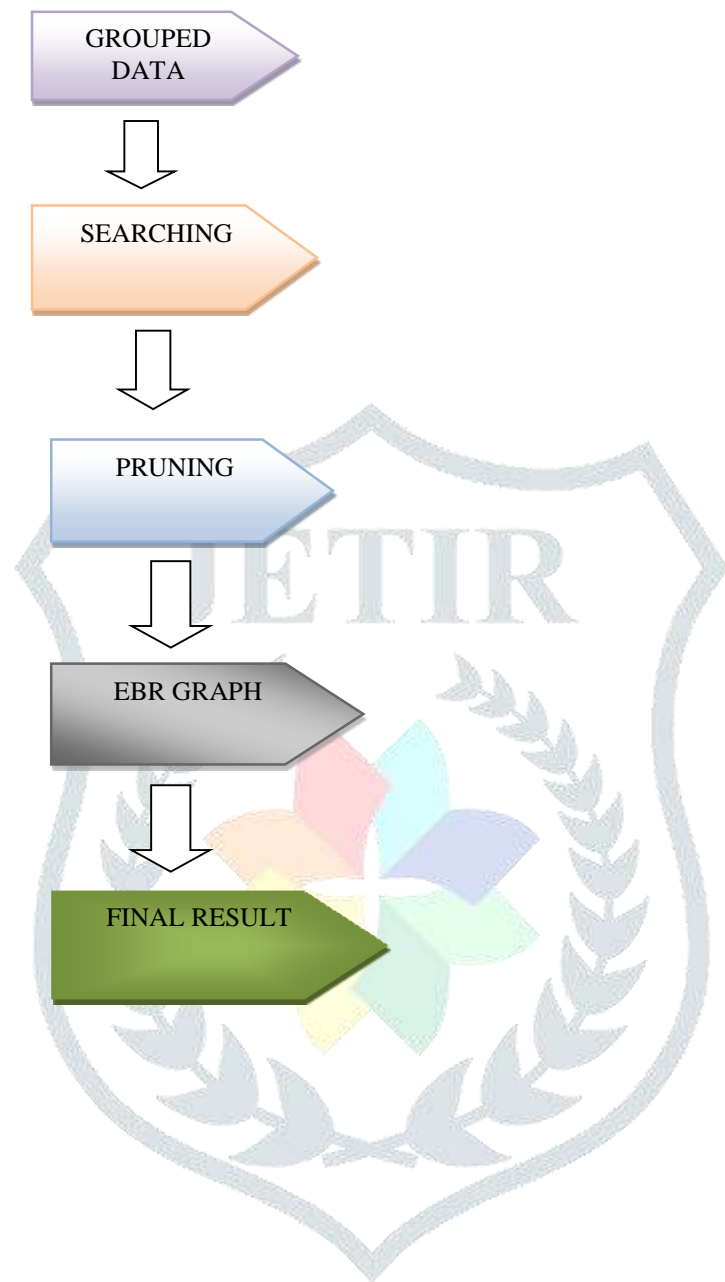 GROUPED
DATA
SEARCHING
PRUNING
JETIR
EBR GRAPH
FINAL RESULT